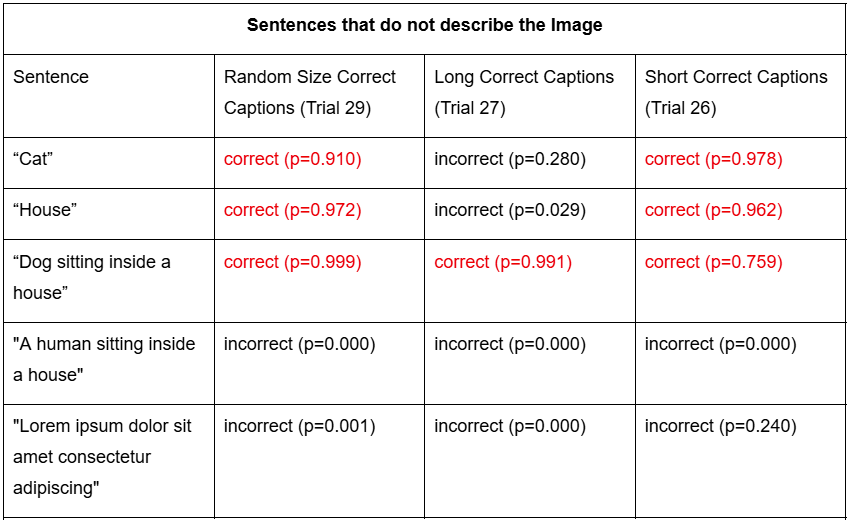 Sentences that do not describe the Image
Sentence
Random Size Correct
Captions (Trial 29)
Long Correct Captions
(Trial 27)
Short Correct Captions
(Trial 26)
“Cat”
correct (p=0.910)
incorrect (p=0.280)
correct (p=0.978)
“House”
correct (p=0.972)
incorrect (p=0.029)
correct (p=0.962)
“Dog sitting inside a
house”
correct (p=0.999)
correct (p=0.991)
correct (p=0.759)
"A human sitting inside
a house"
incorrect (p=0.000)
incorrect (p=0.000)
incorrect (p=0.000)
"Lorem ipsum dolor sit
amet consectetur
adipiscing"
incorrect (p=0.001)
incorrect (p=0.000)
incorrect (p=0.240)